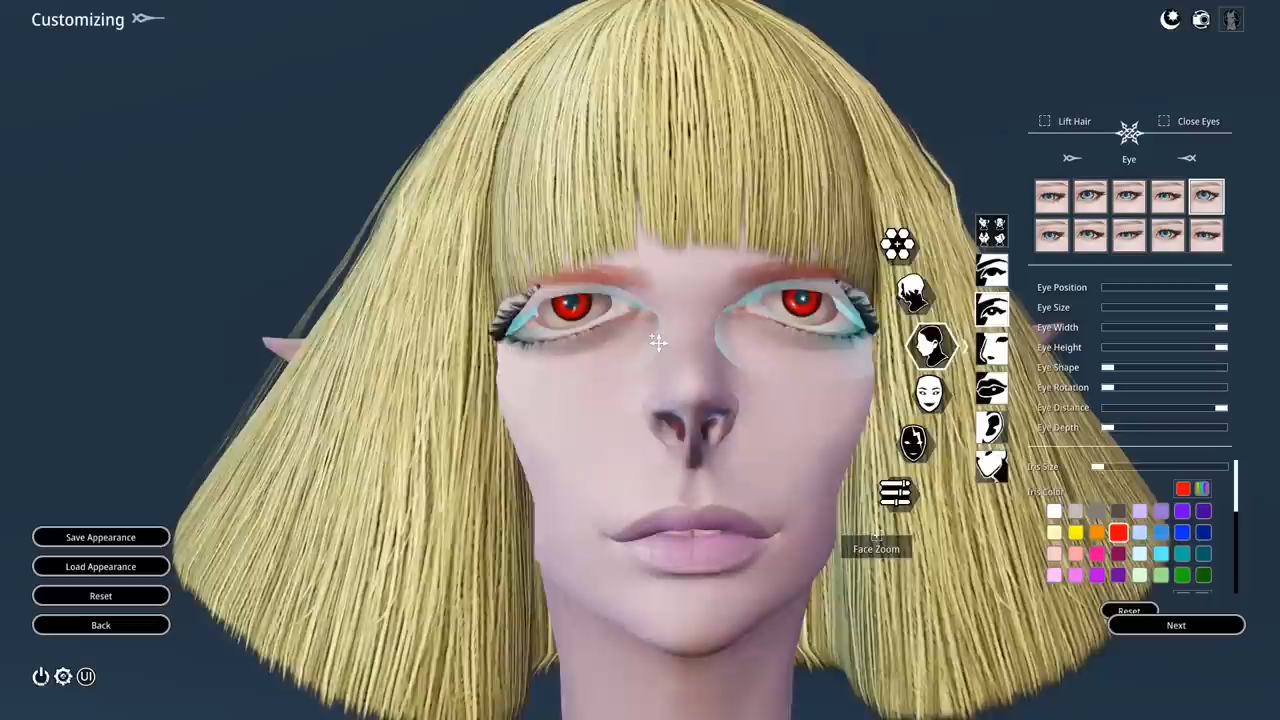 Customizing
Lift Hair
Close Eyes
Eye
Eye Position
Eye Size
Eye Width
Eye Height
Eye Shape
Eye Rotation
Eye Distance
Eye Depth
Iris Size
Iris Color
Face Zoom
Save Appearance
Load Appearance
Reset
Back
Reset
Next
UI